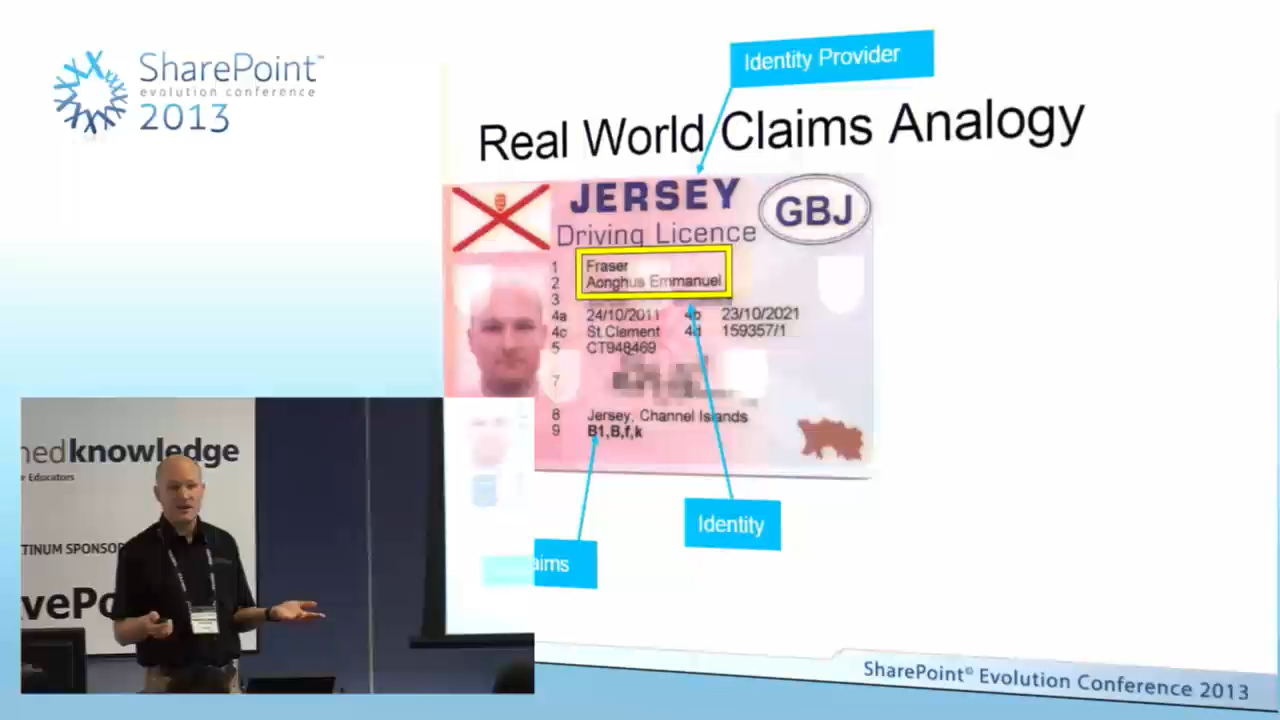 SharePoint™
evolution conference
2013
Identity Provider
Real World Claims Analogy
JERSEY
GBJ
Driving Licence
1 Fraser
2 Aonghus Emmanuel
3
4a 24/10/2011 4b 23/10/2021
4c St.Clement 4d 159357/1
5 CT948469
7
8 Jersey, Channel Islands
9 B1,B,f,k
Identity
aims
nedknowledge
r Educators
TINUM SPONSOR
vePo
SharePoint® Evolution Conference 2013